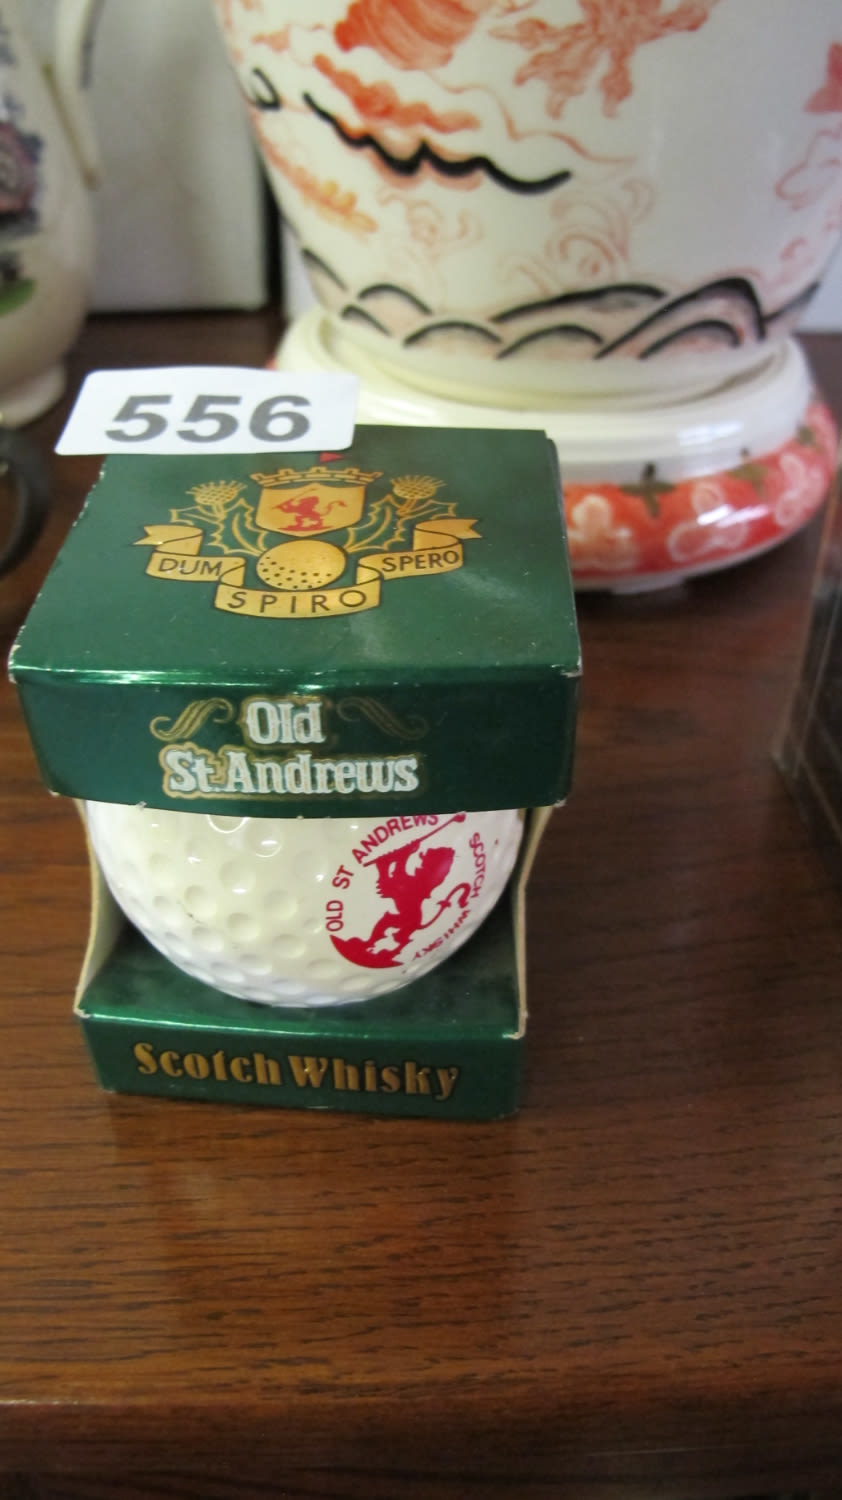 556
DUM SPIRO SPERO
Old
St. Andrews
OLD ST ANDREWS SCOTCH WHISKY
Scotch Whisky